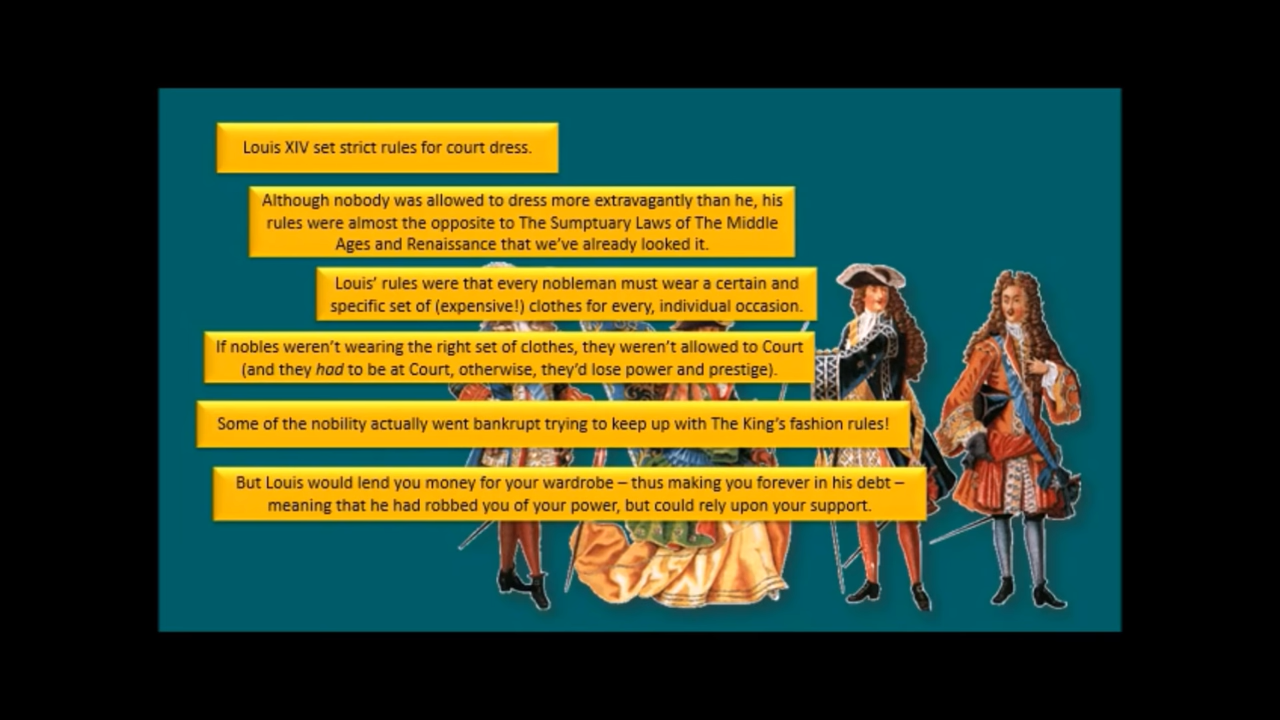 Louis XIV set strict rules for court dress.
Although nobody was allowed to dress more extravagantly than he, his
rules were almost the opposite to The Sumptuary Laws of The Middle
Ages and Renaissance that we've already looked it.
Louis' rules were that every nobleman must wear a certain and
specific set of (expensive!) clothes for every, individual occasion.
If nobles weren't wearing the right set of clothes, they weren't allowed to Court
(and they had to be at Court, otherwise, they'd lose power and prestige).
Some of the nobility actually went bankrupt trying to keep up with The King's fashion rules!
But Louis would lend you money for your wardrobe – thus making you forever in his debt –
meaning that he had robbed you of your power, but could rely upon your support.